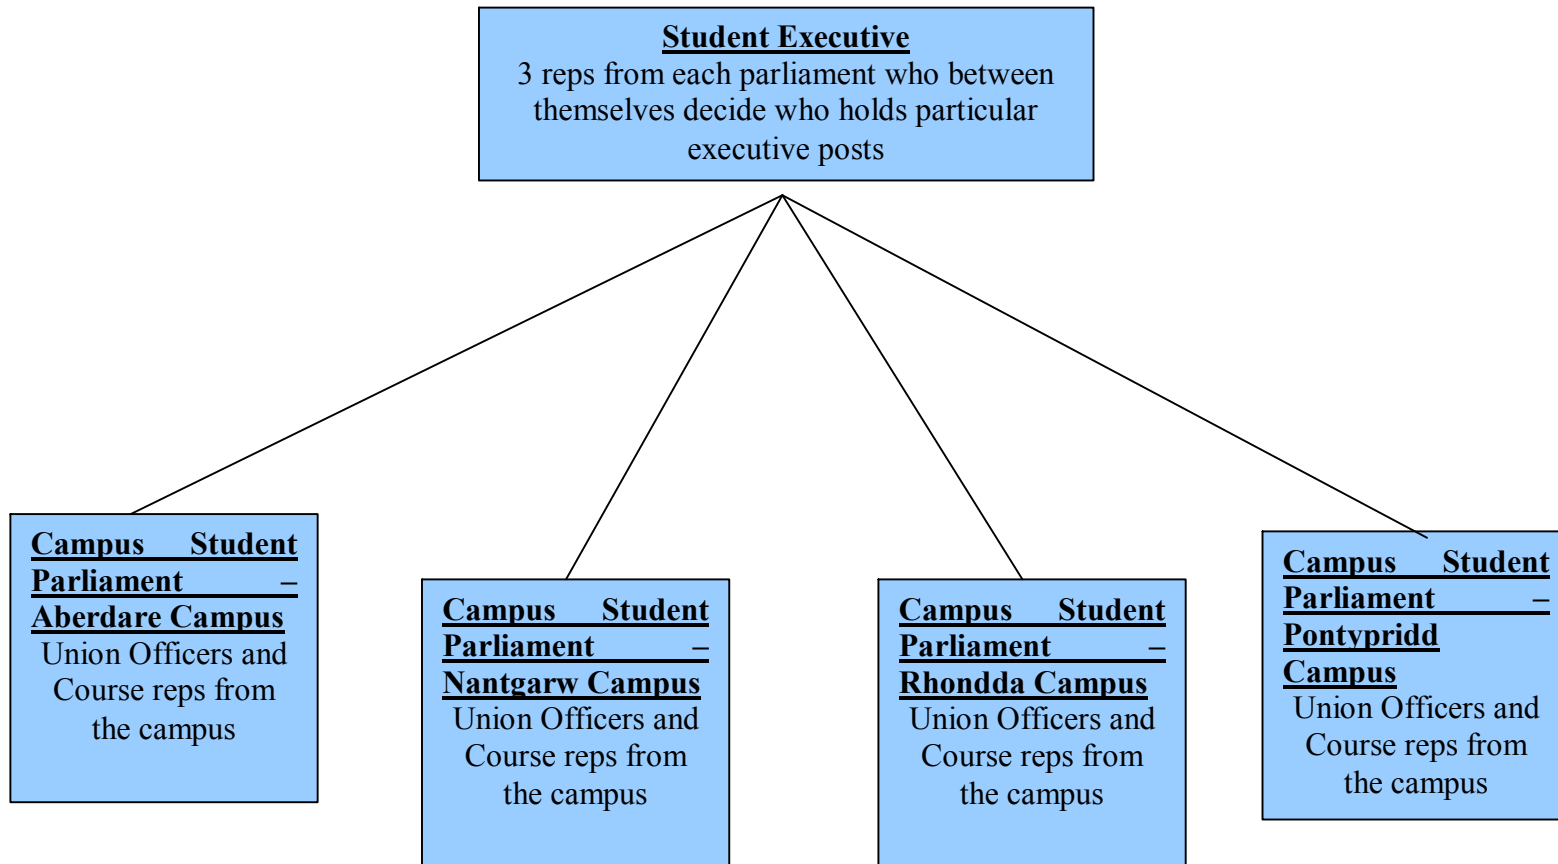 Student Executive
3 reps from each parliament who between
themselves decide who holds particular
executive posts
Campus Student
Parliament –
Aberdare Campus
Union Officers and
Course reps from
the campus
Campus Student
Parliament –
Nantgarw Campus
Union Officers and
Course reps from
the campus
Campus Student
Parliament –
Rhondda Campus
Union Officers and
Course reps from
the campus
Campus Student
Parliament –
Pontypridd
Campus
Union Officers and
Course reps from
the campus